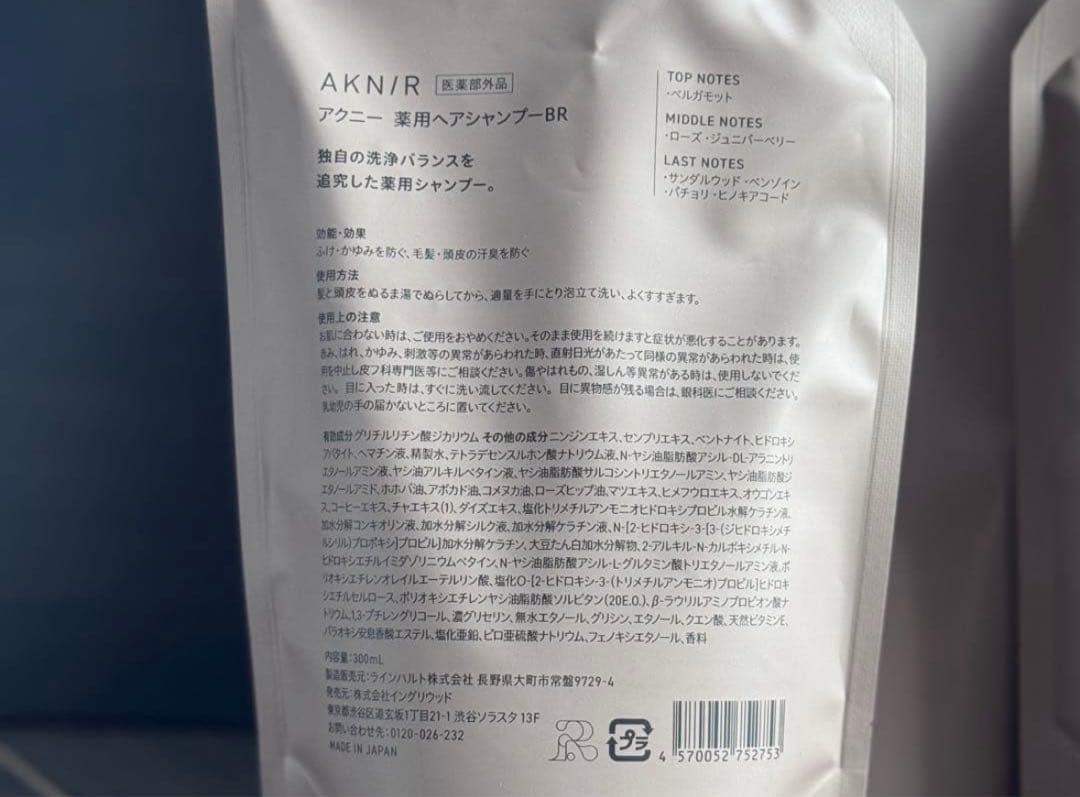 AKN/R 医薬部外品
アクニー 薬用ヘアシャンプーBR
独自の洗浄バランスを
追究した薬用シャンプー。
TOP NOTES
・ベルガモット
MIDDLE NOTES
・ローズ・ジュニパーベリー
LAST NOTES
・サンダルウッド・ベンゾイン
・パチョリ・ヒノキアコード
効能・効果
ふけ・かゆみを防ぐ、毛髪・頭皮の汗臭を防ぐ
使用方法
髪と頭皮をぬるま湯でぬらしてから、適量を手にとり泡立て洗い、よくすすぎます。
使用上の注意
お肌に合わない時は、ご使用をおやめください。そのまま使用を続けますと症状が悪化することがあります。
赤み、はれ、かゆみ、刺激等の異常があらわれた時、直射日光があたって同様の異常があらわれた時は、使
用を中止し皮フ科専門医等にご相談ください。傷やはれもの、湿しん等異常がある時は、使用しないでくだ
さい。目に入った時は、すぐに洗い流してください。 目に異物感が残る場合は、眼科医にご相談ください。
乳幼児の手の届かないところに置いてください。
有効成分 グリチルリチン酸ジカリウム その他の成分 ニンジンエキス、センブリエキス、ベントナイト、ヒドロキシ
アパタイト、ヘマチン液、精製水、テトラデセンスルホン酸ナトリウム液、N-ヤシ油脂肪酸アシル-DL-アラニントリ
エタノールアミン液、ヤシ油アルキルベタイン液、ヤシ油脂肪酸サルコシントリエタノールアミン、ヤシ油脂肪酸ジ
エタノールアミド、ホホバ油、アボカド油、コメヌカ油、ローズヒップ油、マツエキス、ヒメフウロエキス、オウゴンエキ
ス、コーヒーエキス、チャエキス(1)、ダイズエキス、塩化トリメチルアンモニオヒドロキシプロピル水解ケラチン液、
加水分解コンキオリン液、加水分解シルク液、加水分解ケラチン液、N-[2-ヒドロキシ-3-[3-(ジヒドロキシメチ
ルシリル)プロポキシ]プロピル]加水分解ケラチン、大豆たん白加水分解物、2-アルキル-N-カルボキシメチル-N-
ヒドロキシエチルイミダゾリニウムベタイン、N-ヤシ油脂肪酸アシル-L-グルタミン酸トリエタノールアミン液、ポ
リオキシエチレンオレイルエーテルリン酸、塩化O-[2-ヒドロキシ-3-(トリメチルアンモニオ)プロピル]ヒドロキ
シエチルセルロース、ポリオキシエチレンヤシ油脂肪酸ソルビタン(20E.O.)、β-ラウリルアミノプロピオン酸ナ
トリウム、1,3-ブチレングリコール、濃グリセリン、無水エタノール、グリシン、エタノール、クエン酸、天然ビタミンE、
パラオキシ安息香酸エステル、塩化亜鉛、ピロ亜硫酸ナトリウム、フェノキシエタノール、香料
内容量:300mL
製造販売元:ラインハルト株式会社 長野県大町市常盤9729-4
発売元:株式会社イングリウッド
東京都渋谷区道玄坂1丁目21-1 渋谷ソラスタ 13F
お問い合わせ先:0120-026-232
MADE IN JAPAN
プラ
4 570052 752753